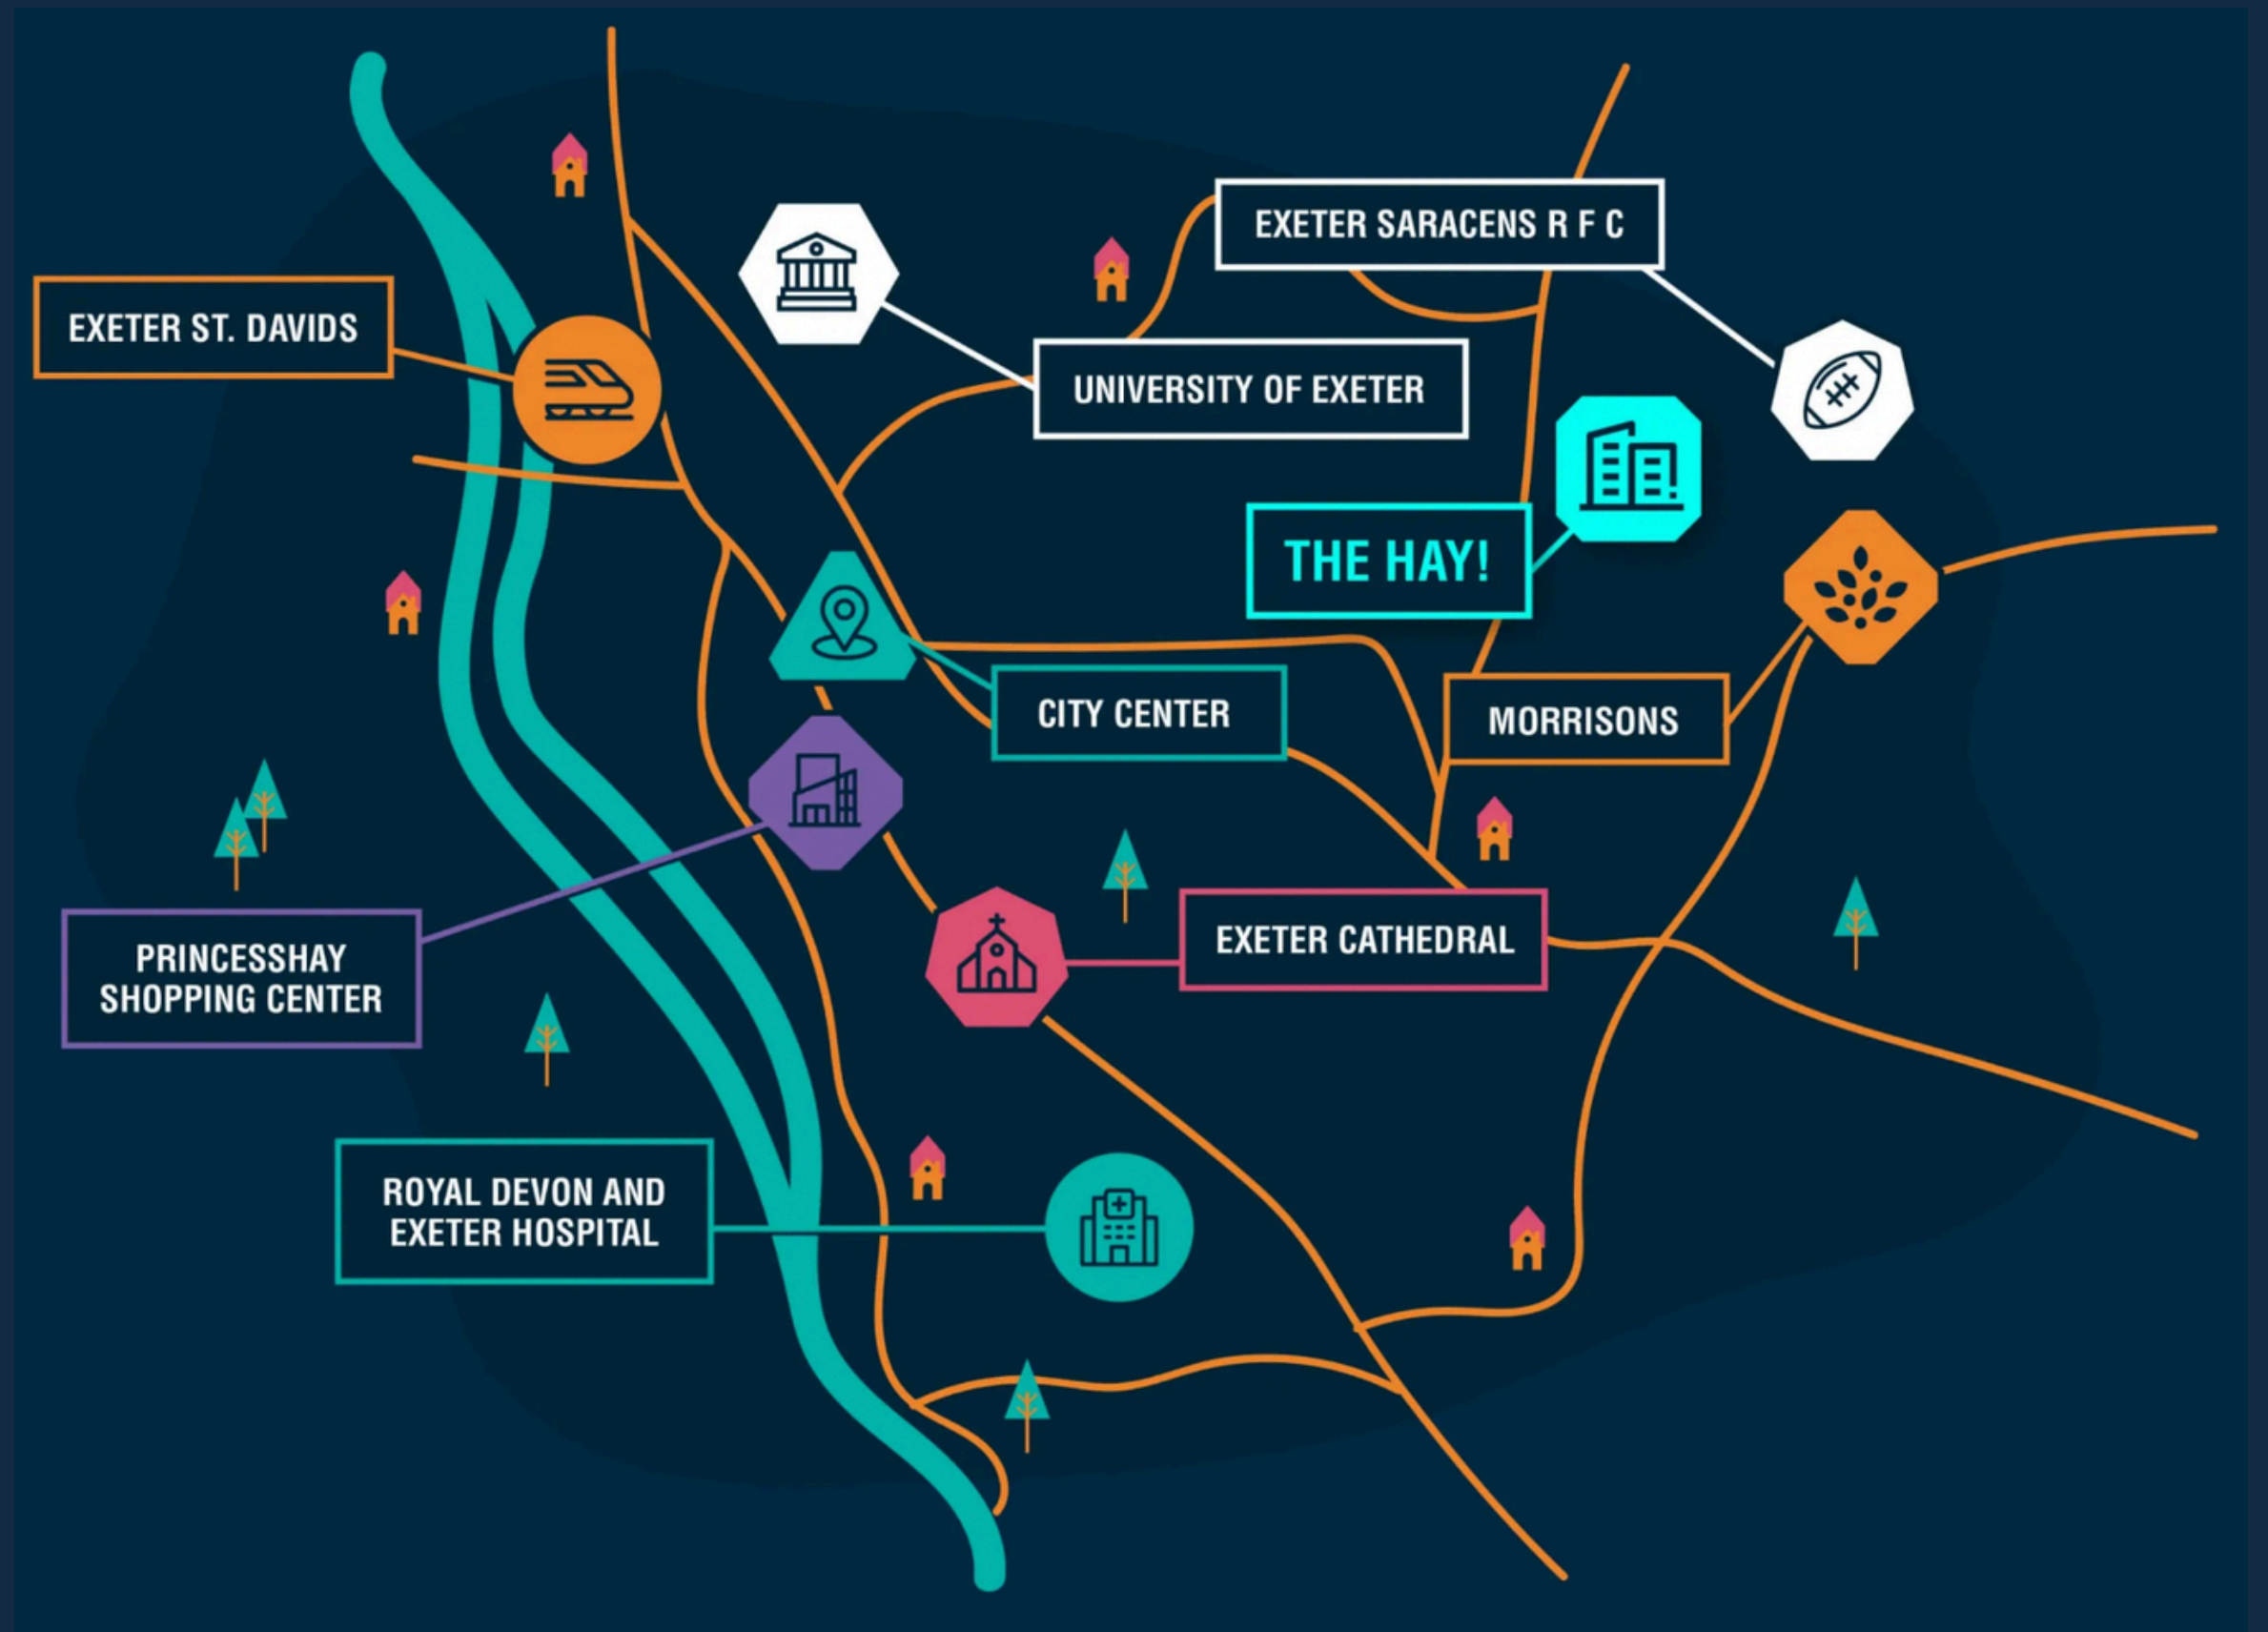 EXETER SARACENS R F C
EXETER ST. DAVIDS
UNIVERSITY OF EXETER
THE HAY!
CITY CENTER
MORRISONS
EXETER CATHEDRAL
PRINCESSHAY
SHOPPING CENTER
ROYAL DEVON AND
EXETER HOSPITAL